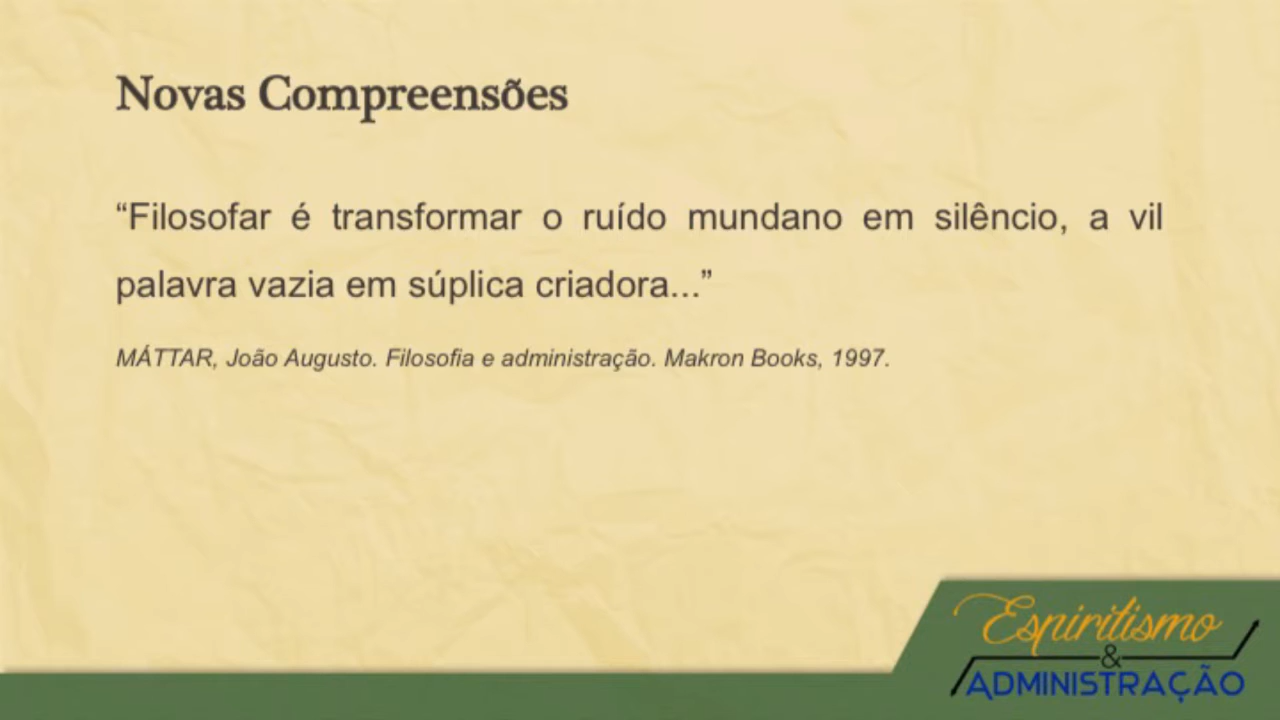 Novas Compreensões
“Filosofar é transformar o ruído mundano em silêncio, a vil
palavra vazia em súplica criadora...”
MÁTTAR, João Augusto. Filosofia e administração. Makron Books, 1997.
Espiritismo
&
ADMINISTRAÇÃO